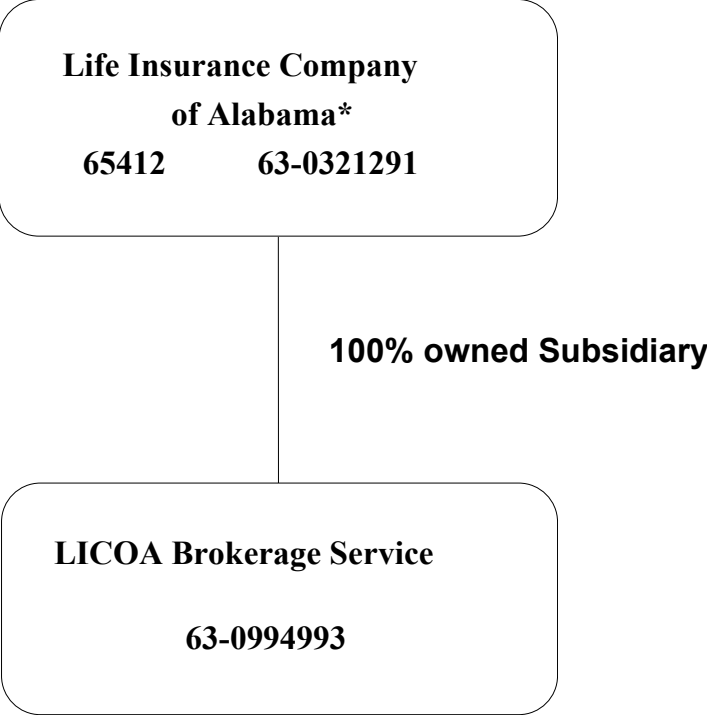 Life Insurance Company
of Alabama*
65412 63-0321291
100% owned Subsidiary
LICOA Brokerage Service
63-0994993